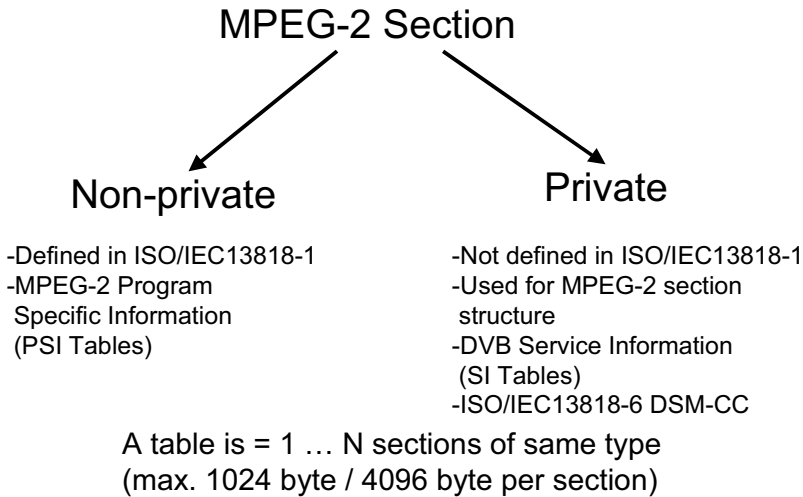 MPEG-2 Section
Non-private
-Defined in ISO/IEC13818-1
-MPEG-2 Program
Specific Information
(PSI Tables)
Private
-Not defined in ISO/IEC13818-1
-Used for MPEG-2 section
structure
-DVB Service Information
(SI Tables)
-ISO/IEC13818-6 DSM-CC
A table is = 1 … N sections of same type
(max. 1024 byte / 4096 byte per section)